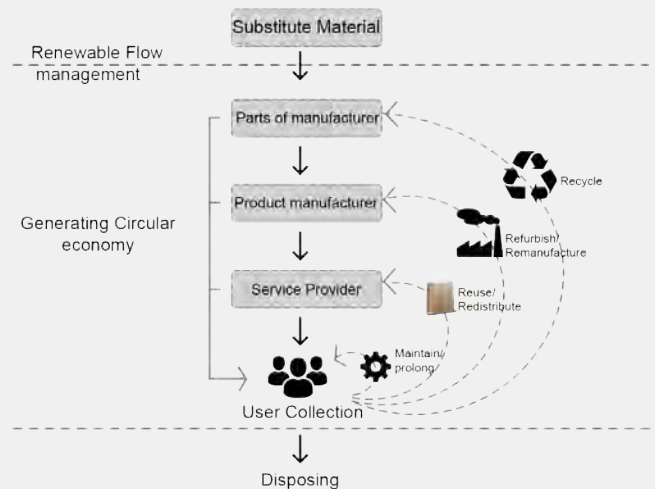 Substitute Material
Renewable Flow
management
Parts of manufacturer
Recycle
Product manufacturer
Generating Circular
economy
Refurbish/
Remanufacture
Service Provider
Reuse/
Redistribute
Maintain/
prolong
User Collection
Disposing